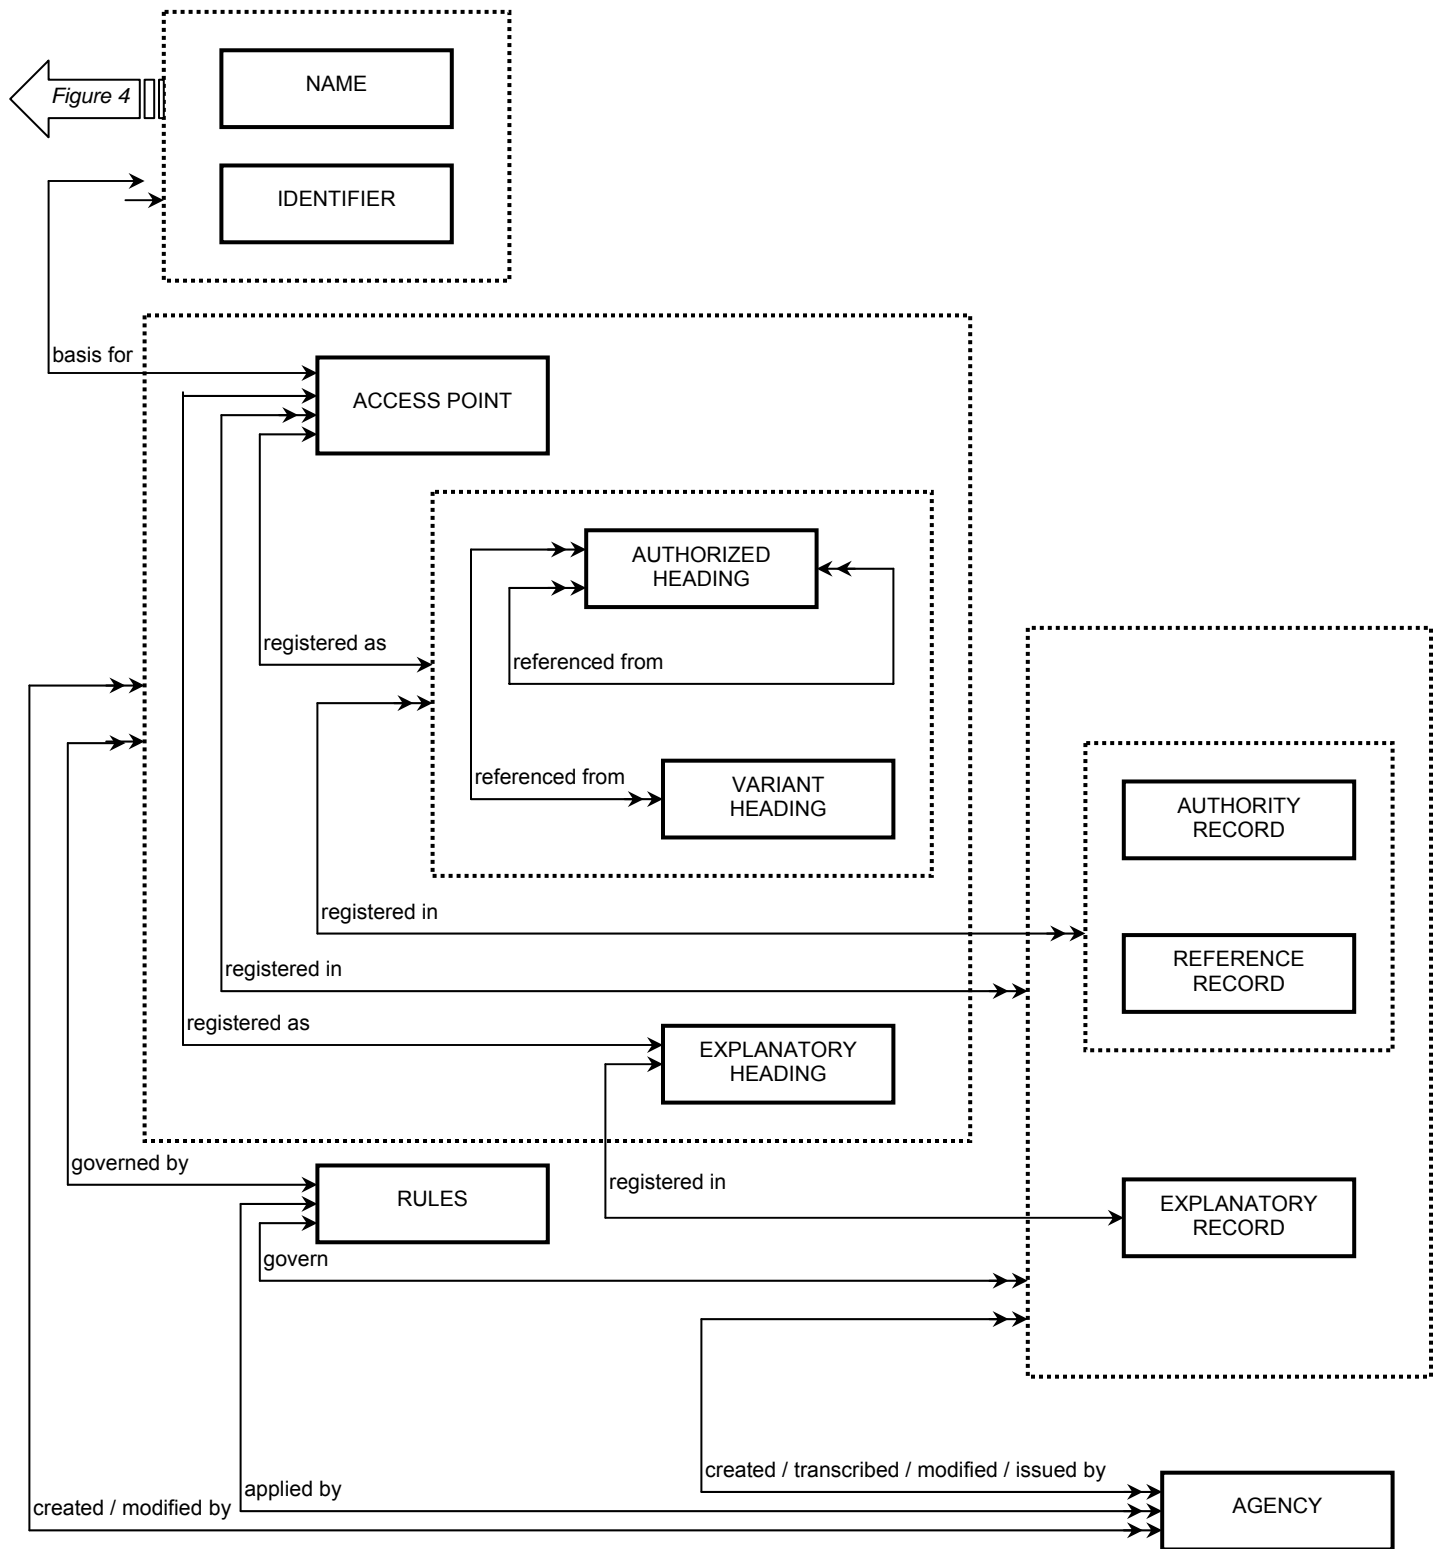 NAME
Figure 4
IDENTIFIER
basis for
ACCESS POINT
AUTHORIZED
HEADING
registered as
referenced from
referenced from
VARIANT
HEADING
AUTHORITY
RECORD
registered in
REFERENCE
RECORD
registered in
registered as
EXPLANATORY
HEADING
governed by
RULES
registered in
EXPLANATORY
RECORD
govern
created / transcribed / modified / issued by
applied by
created / modified by
AGENCY